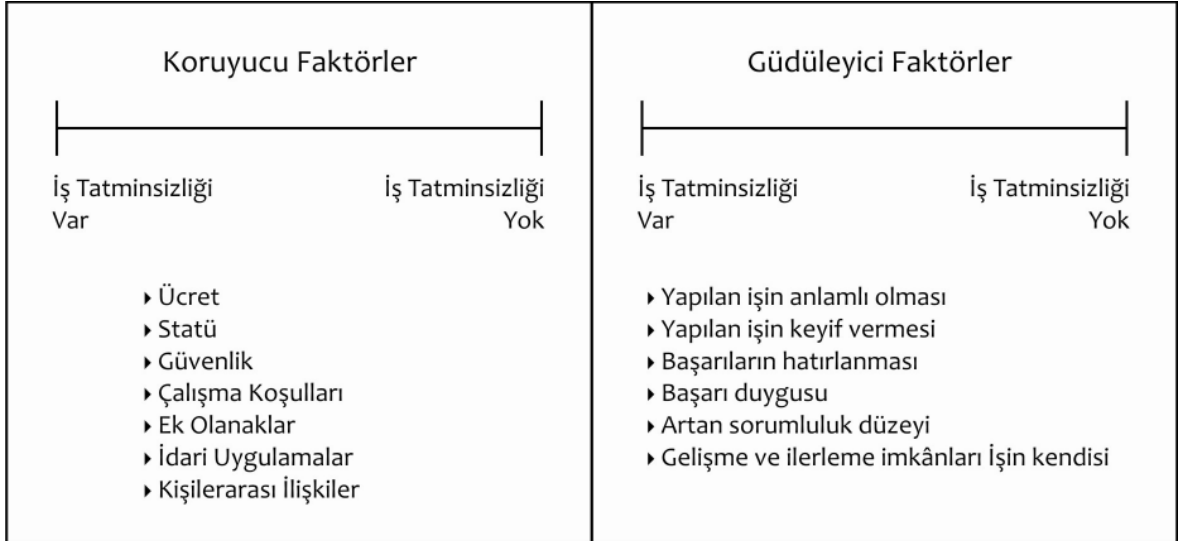 Koruyucu Faktörler
İş Tatminsizliği
Var
İş Tatminsizliği
Yok
▸ Ücret
▸ Statü
▸ Güvenlik
▸ Çalışma Koşulları
▸ Ek Olanaklar
▸ İdari Uygulamalar
▸ Kişilerarası İlişkiler
Güdüleyici Faktörler
İş Tatminsizliği
Var
İş Tatminsizliği
Yok
▸ Yapılan işin anlamlı olması
▸ Yapılan işin keyif vermesi
▸ Başarıların hatırlanması
▸ Başarı duygusu
▸ Artan sorumluluk düzeyi
▸ Gelişme ve ilerleme imkânları İşin kendisi